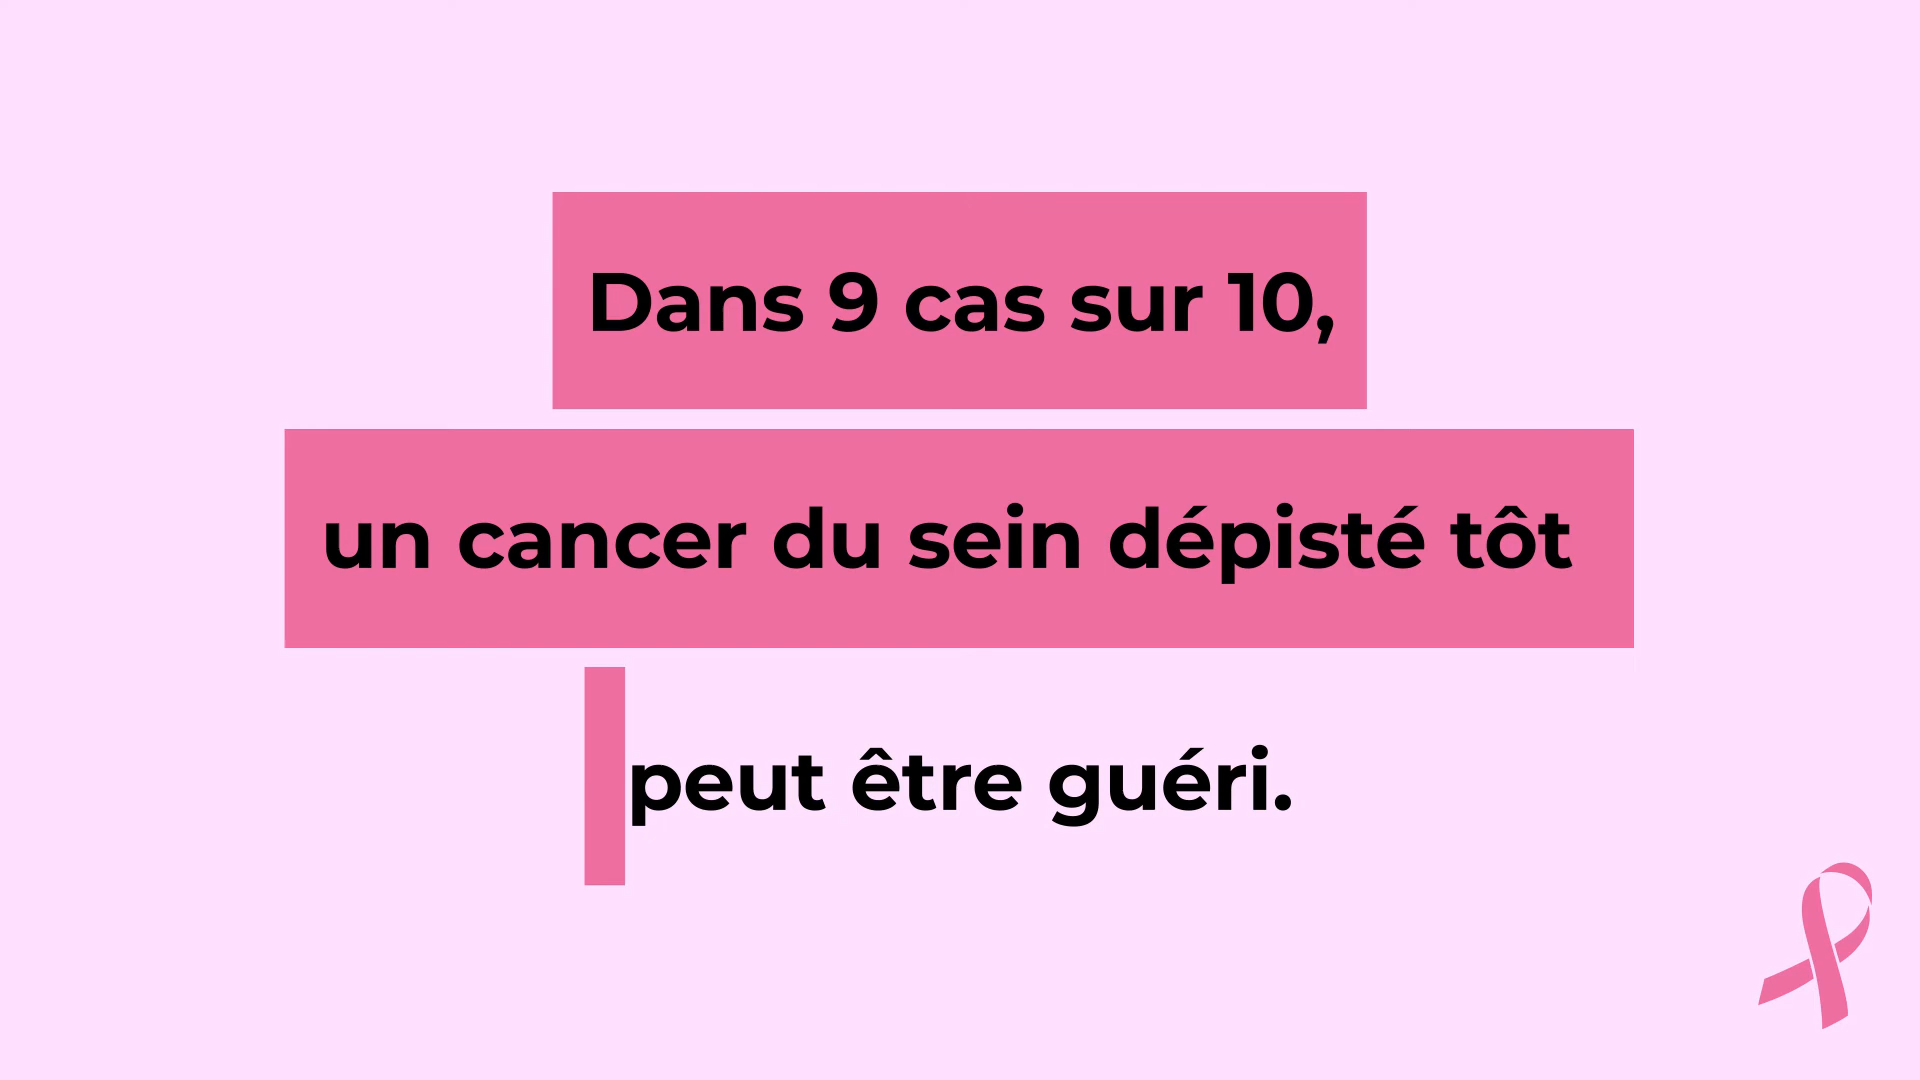 Dans 9 cas sur 10,
un cancer du sein dépisté tôt
peut être guéri.